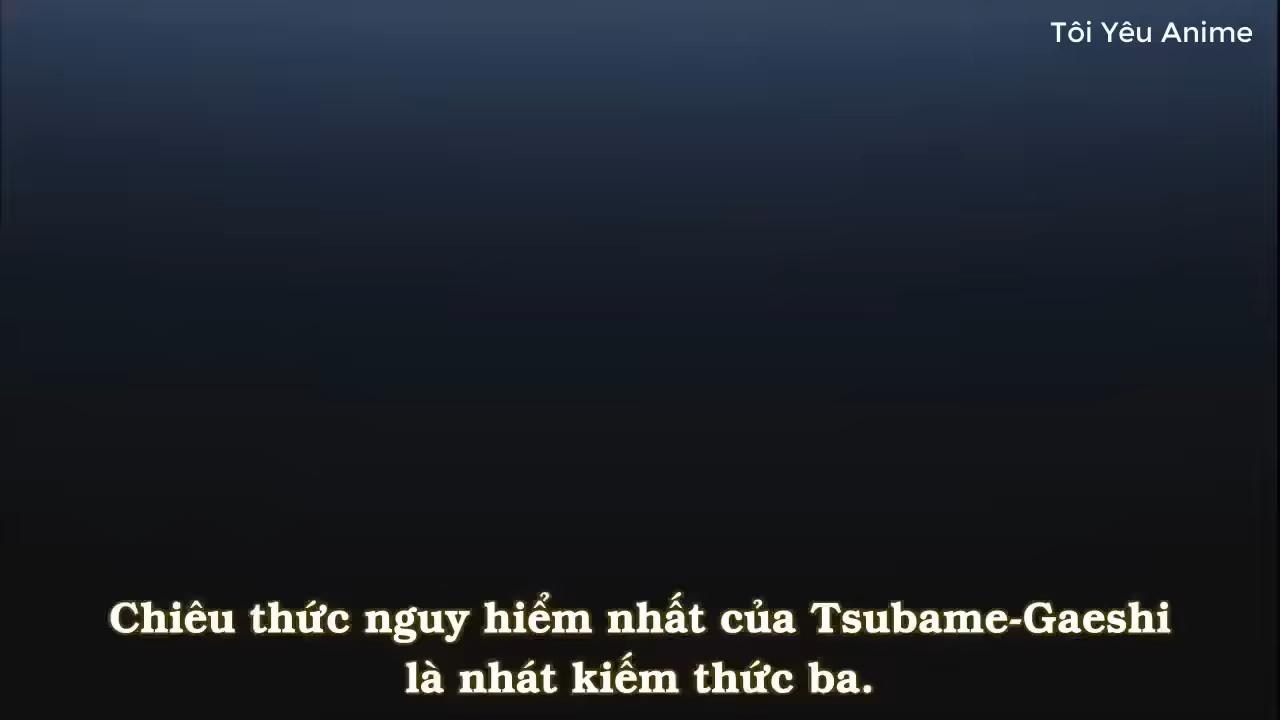 Tôi Yêu Anime
Chiêu thức nguy hiểm nhất của Tsubame-Gaeshi
là nhát kiếm thức ba.